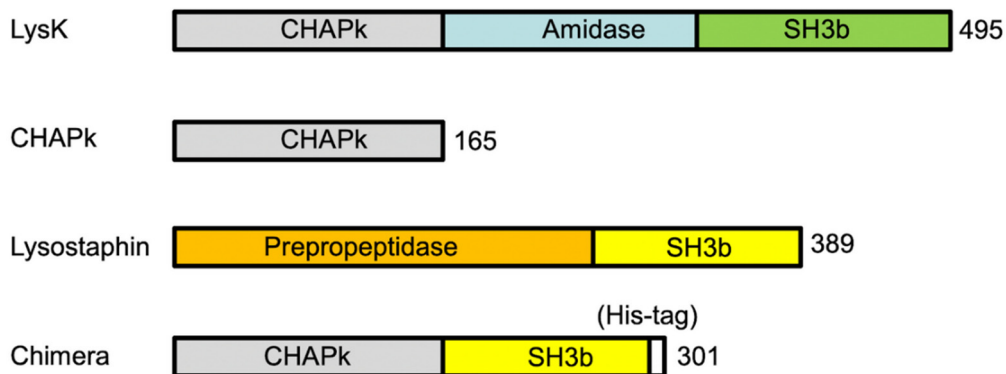 LysK CHAPk Amidase SH3b 495
CHAPk CHAPk 165
Lysostaphin Prepropeptidase SH3b 389
(His-tag)
Chimera CHAPk SH3b 301